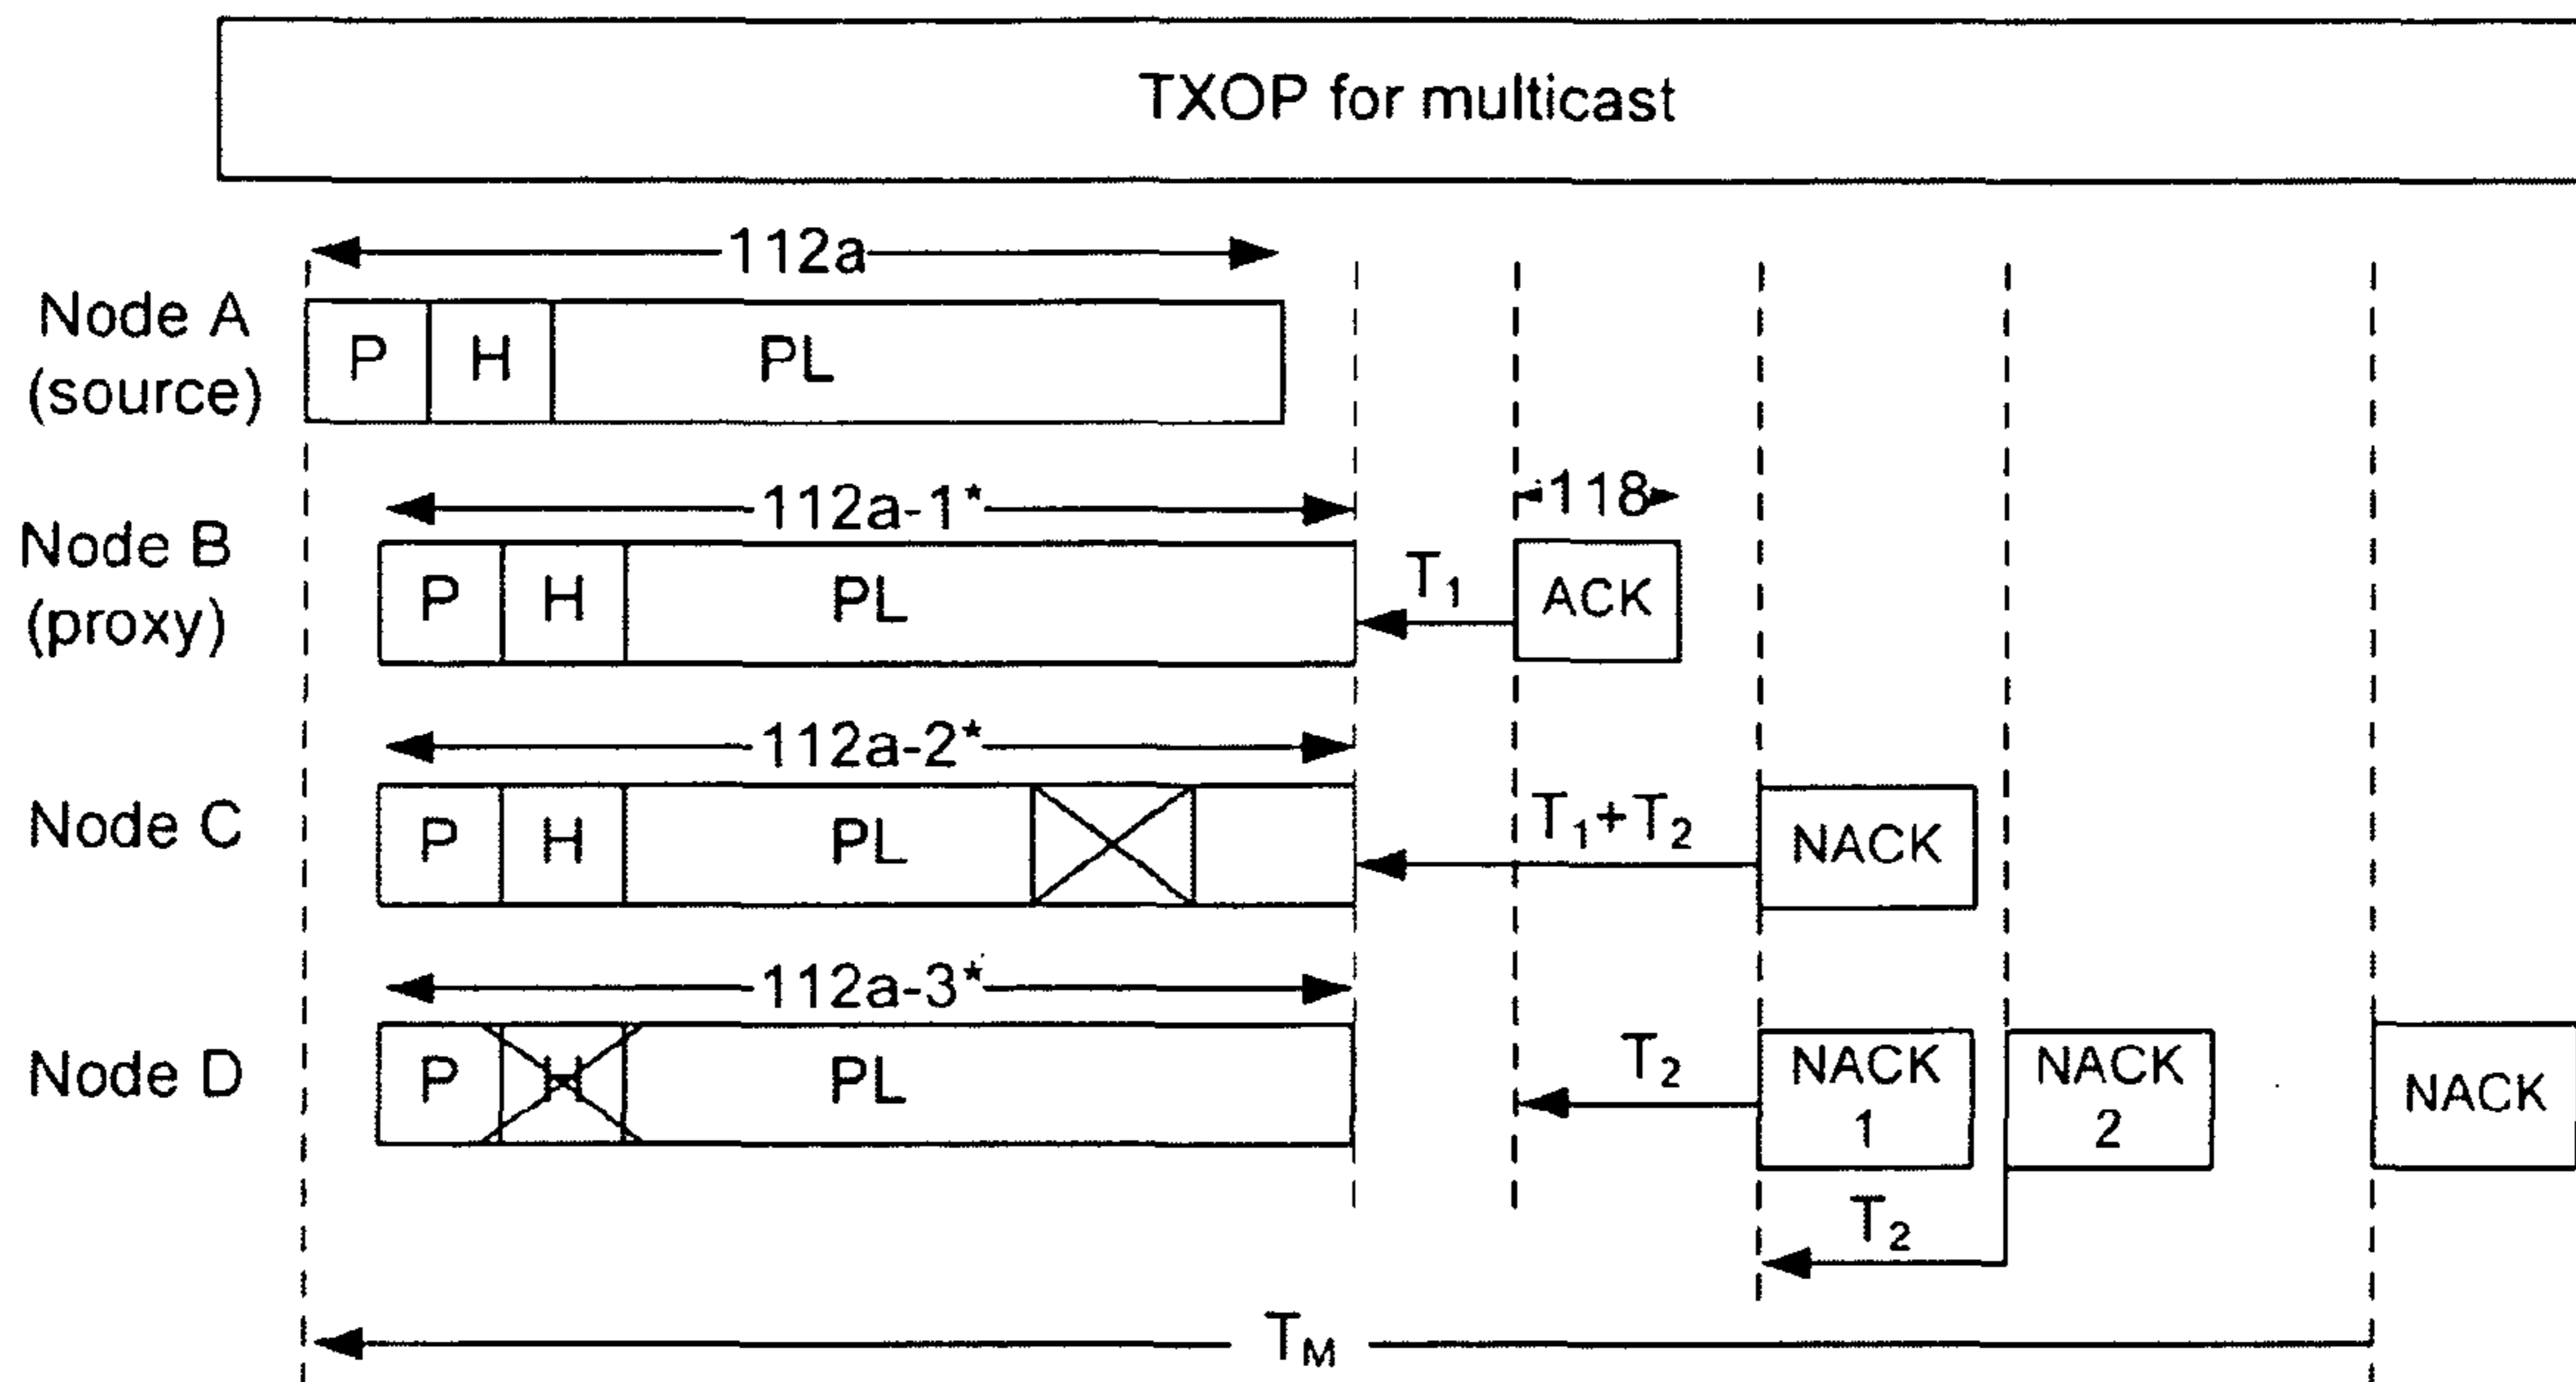 TXOP for multicast
112a
Node A
(source)
P H PL
112a-1*
118
Node B
(proxy)
P H PL
T1
ACK
112a-2*
Node C
P H PL
T1+T2
NACK
112a-3*
Node D
P H PL
T2
NACK
1
NACK
2
NACK
T2
TM